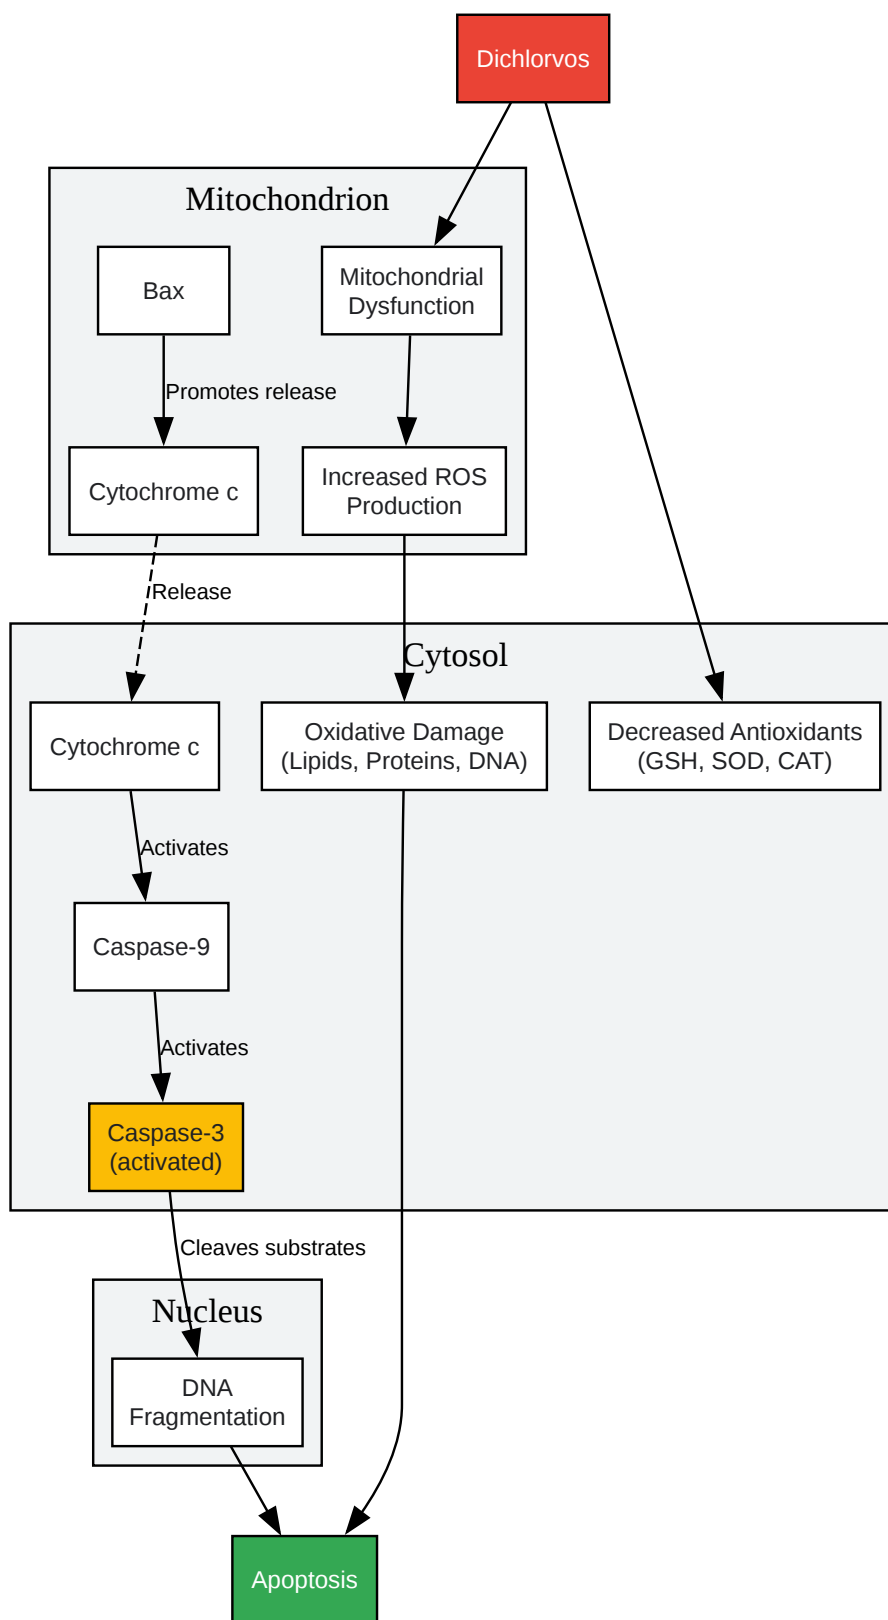 Dichlorvos
Mitochondrion
Bax
Mitochondrial
Dysfunction
Promotes release
Cytochrome c
Increased ROS
Production
Release
Cytosol
Cytochrome c
Oxidative Damage
(Lipids, Proteins, DNA)
Decreased Antioxidants
(GSH, SOD, CAT)
Activates
Caspase-9
Activates
Caspase-3
(activated)
Cleaves substrates
Nucleus
DNA
Fragmentation
Apoptosis